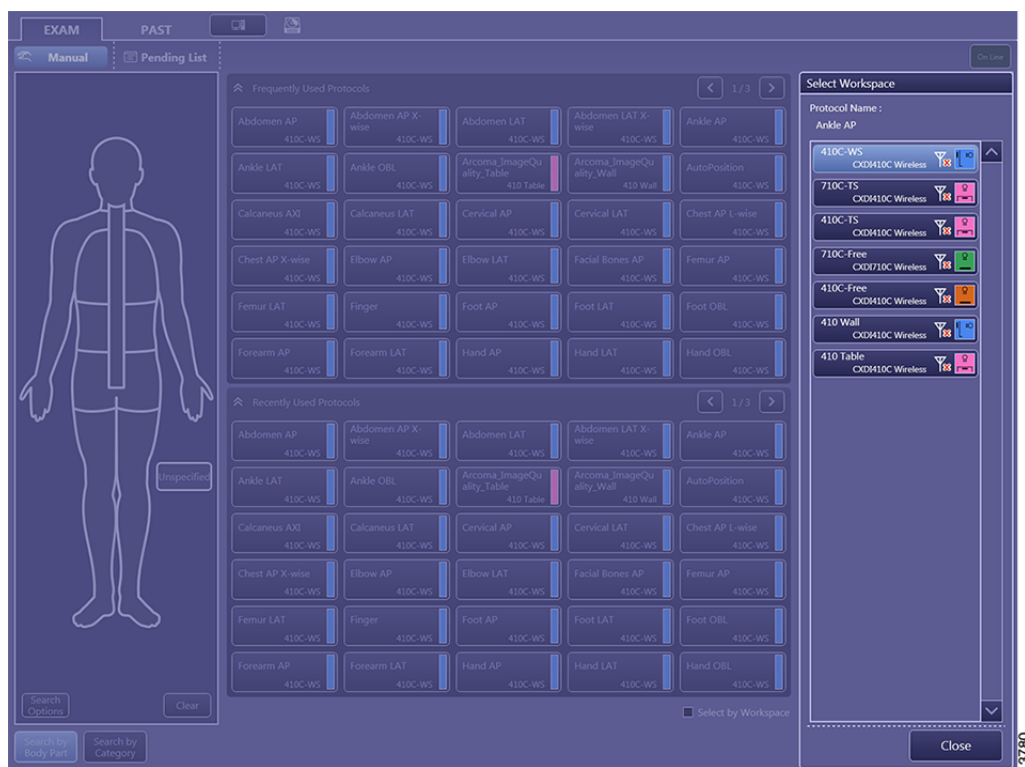 EXAM
PAST
Manual
Pending List
On Line
Frequently Used Protocols
1/3
Abdomen AP
410C-WS
Abdomen AP X-
wise
410C-WS
Abdomen LAT
410C-WS
Abdomen LAT X-
wise
410C-WS
Ankle AP
410C-WS
Ankle LAT
410C-WS
Ankle OBL
410C-WS
Arcoma_ImageQu
ality_Table
410 Table
Arcoma_ImageQu
ality_Wall
410 Wall
AutoPosition
410C-WS
Calcaneus AXI
410C-WS
Calcaneus LAT
410C-WS
Cervical AP
410C-WS
Cervical LAT
410C-WS
Chest AP L-wise
410C-WS
Chest AP X-wise
410C-WS
Elbow AP
410C-WS
Elbow LAT
410C-WS
Facial Bones AP
410C-WS
Femur AP
410C-WS
Femur LAT
410C-WS
Finger
410C-WS
Foot AP
410C-WS
Foot LAT
410C-WS
Foot OBL
410C-WS
Forearm AP
410C-WS
Forearm LAT
410C-WS
Hand AP
410C-WS
Hand LAT
410C-WS
Hand OBL
410C-WS
Recently Used Protocols
1/3
Abdomen AP
410C-WS
Abdomen AP X-
wise
410C-WS
Abdomen LAT
410C-WS
Abdomen LAT X-
wise
410C-WS
Ankle AP
410C-WS
Ankle LAT
410C-WS
Ankle OBL
410C-WS
Arcoma_ImageQu
ality_Table
410 Table
Arcoma_ImageQu
ality_Wall
410 Wall
AutoPosition
410C-WS
Calcaneus AXI
410C-WS
Calcaneus LAT
410C-WS
Cervical AP
410C-WS
Cervical LAT
410C-WS
Chest AP L-wise
410C-WS
Chest AP X-wise
410C-WS
Elbow AP
410C-WS
Elbow LAT
410C-WS
Facial Bones AP
410C-WS
Femur AP
410C-WS
Femur LAT
410C-WS
Finger
410C-WS
Foot AP
410C-WS
Foot LAT
410C-WS
Foot OBL
410C-WS
Forearm AP
410C-WS
Forearm LAT
410C-WS
Hand AP
410C-WS
Hand LAT
410C-WS
Hand OBL
410C-WS
Select by Workspace
Unspecified
Search
Options
Clear
Search by
Body Part
Search by
Category
Select Workspace
Protocol Name :
Ankle AP
410C-WS
CXDI410C Wireless
710C-TS
CXDI410C Wireless
410C-TS
CXDI410C Wireless
710C-Free
CXDI710C Wireless
410C-Free
CXDI410C Wireless
410 Wall
CXDI410C Wireless
410 Table
CXDI410C Wireless
Close
3780